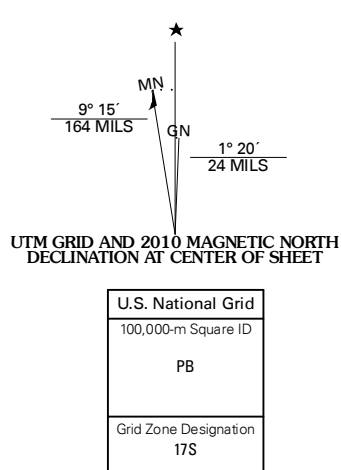 ★
MN
9° 15´
164 MILS
GN
1° 20´
24 MILS
UTM GRID AND 2010 MAGNETIC NORTH
DECLINATION AT CENTER OF SHEET
U.S. National Grid
100,000-m Square ID
PB
Grid Zone Designation
17S